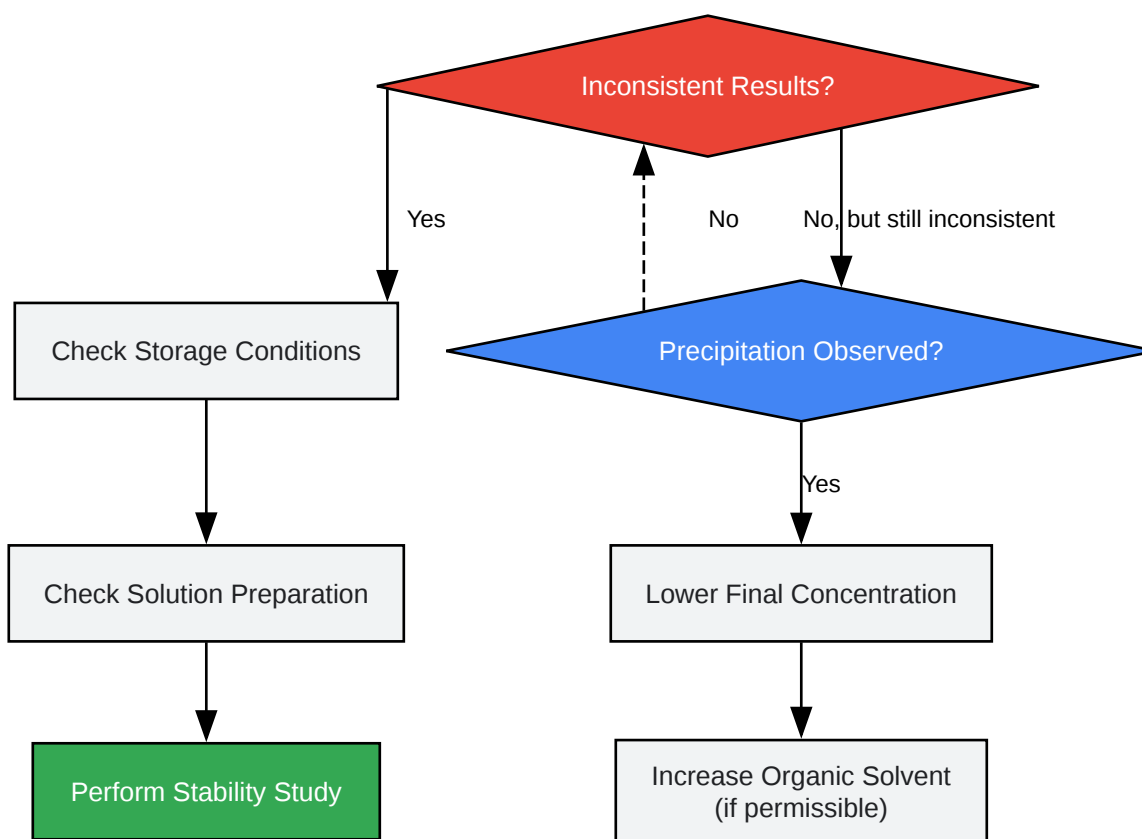 Inconsistent Results?
Yes
No
No, but still inconsistent
Check Storage Conditions
Precipitation Observed?
Yes
Check Solution Preparation
Lower Final Concentration
Perform Stability Study
Increase Organic Solvent
(if permissible)